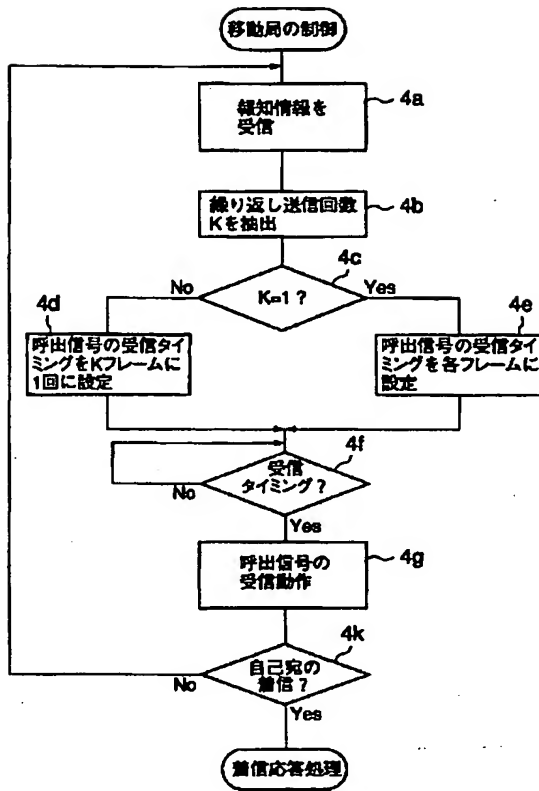 移動局の制御
報知情報を
受信
4a
繰り返し送信回数
Kを抽出
4b
4c
No
K=1？
Yes
4d
呼出信号の受信タイ
ミングをKフレームに
1回に設定
4e
呼出信号の受信タイ
ミングを各フレームに
設定
4f
受信
タイミング？
No
Yes
呼出信号の
受信動作
4g
4k
自己宛の
着信？
No
Yes
着信応答処理